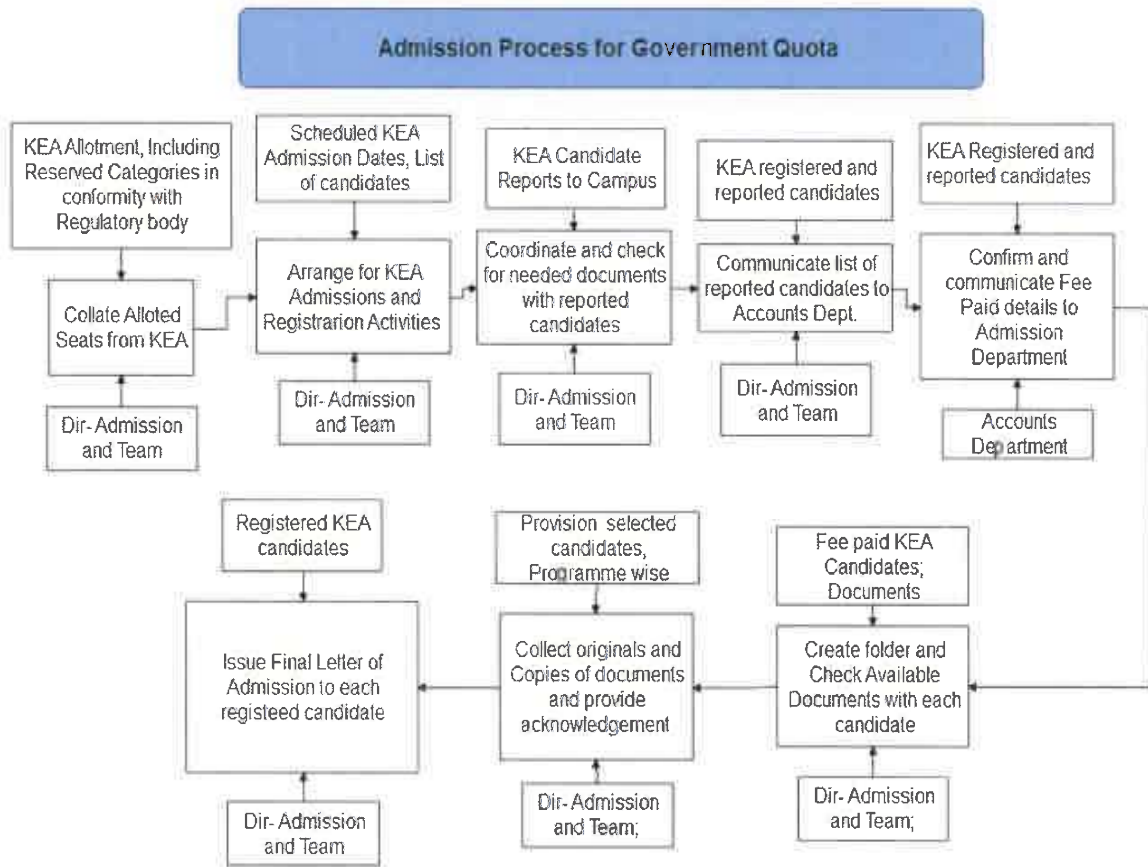 Admission Process for Government Quota
KEA Allotment, Including
Reserved Categories in
conformity with
Regulatory body
Scheduled KEA
Admission Dates, List
of candidates
KEA Candidate
Reports to Campus
KEA registered and
reported candidates
KEA Registered and
reported candidates
Collate Alloted
Seats from KEA
Arrange for KEA
Admissions and
Registrarion Activities
Coordinate and check
for needed documents
with reported
candidates
Communicate list of
reported candidates to
Accounts Dept.
Confirm and
communicate Fee
Paid details to
Admission
Department
Dir- Admission
and Team
Dir- Admission
and Team
Dir- Admission
and Team
Dir- Admission
and Team
Accounts
Department
Registered KEA
candidates
Provision selected
candidates,
Programme wise
Fee paid KEA
Candidates;
Documents
Issue Final Letter of
Admission to each
registeed candidate
Collect originals and
Copies of documents
and provide
acknowledgement
Create folder and
Check Available
Documents with each
candidate
Dir- Admission
and Team
Dir- Admission
and Team;
Dir- Admission
and Team;